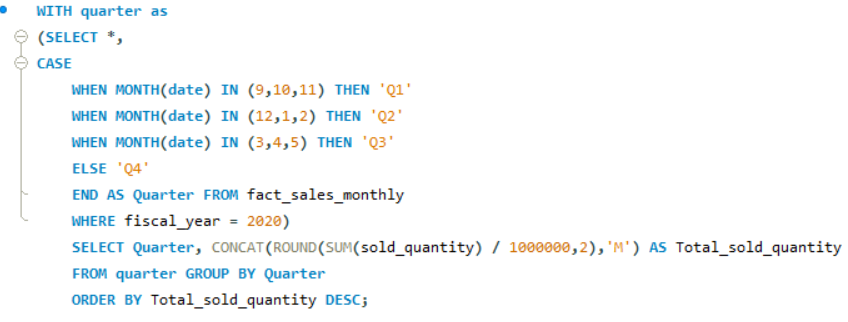 WITH quarter as
(SELECT *,
CASE
WHEN MONTH(date) IN (9,10,11) THEN 'Q1'
WHEN MONTH(date) IN (12,1,2) THEN 'Q2'
WHEN MONTH(date) IN (3,4,5) THEN 'Q3'
ELSE 'Q4'
END AS Quarter FROM fact_sales_monthly
WHERE fiscal_year = 2020)
SELECT Quarter, CONCAT(ROUND(SUM(sold_quantity) / 1000000,2),'M') AS Total_sold_quantity
FROM quarter GROUP BY Quarter
ORDER BY Total_sold_quantity DESC;